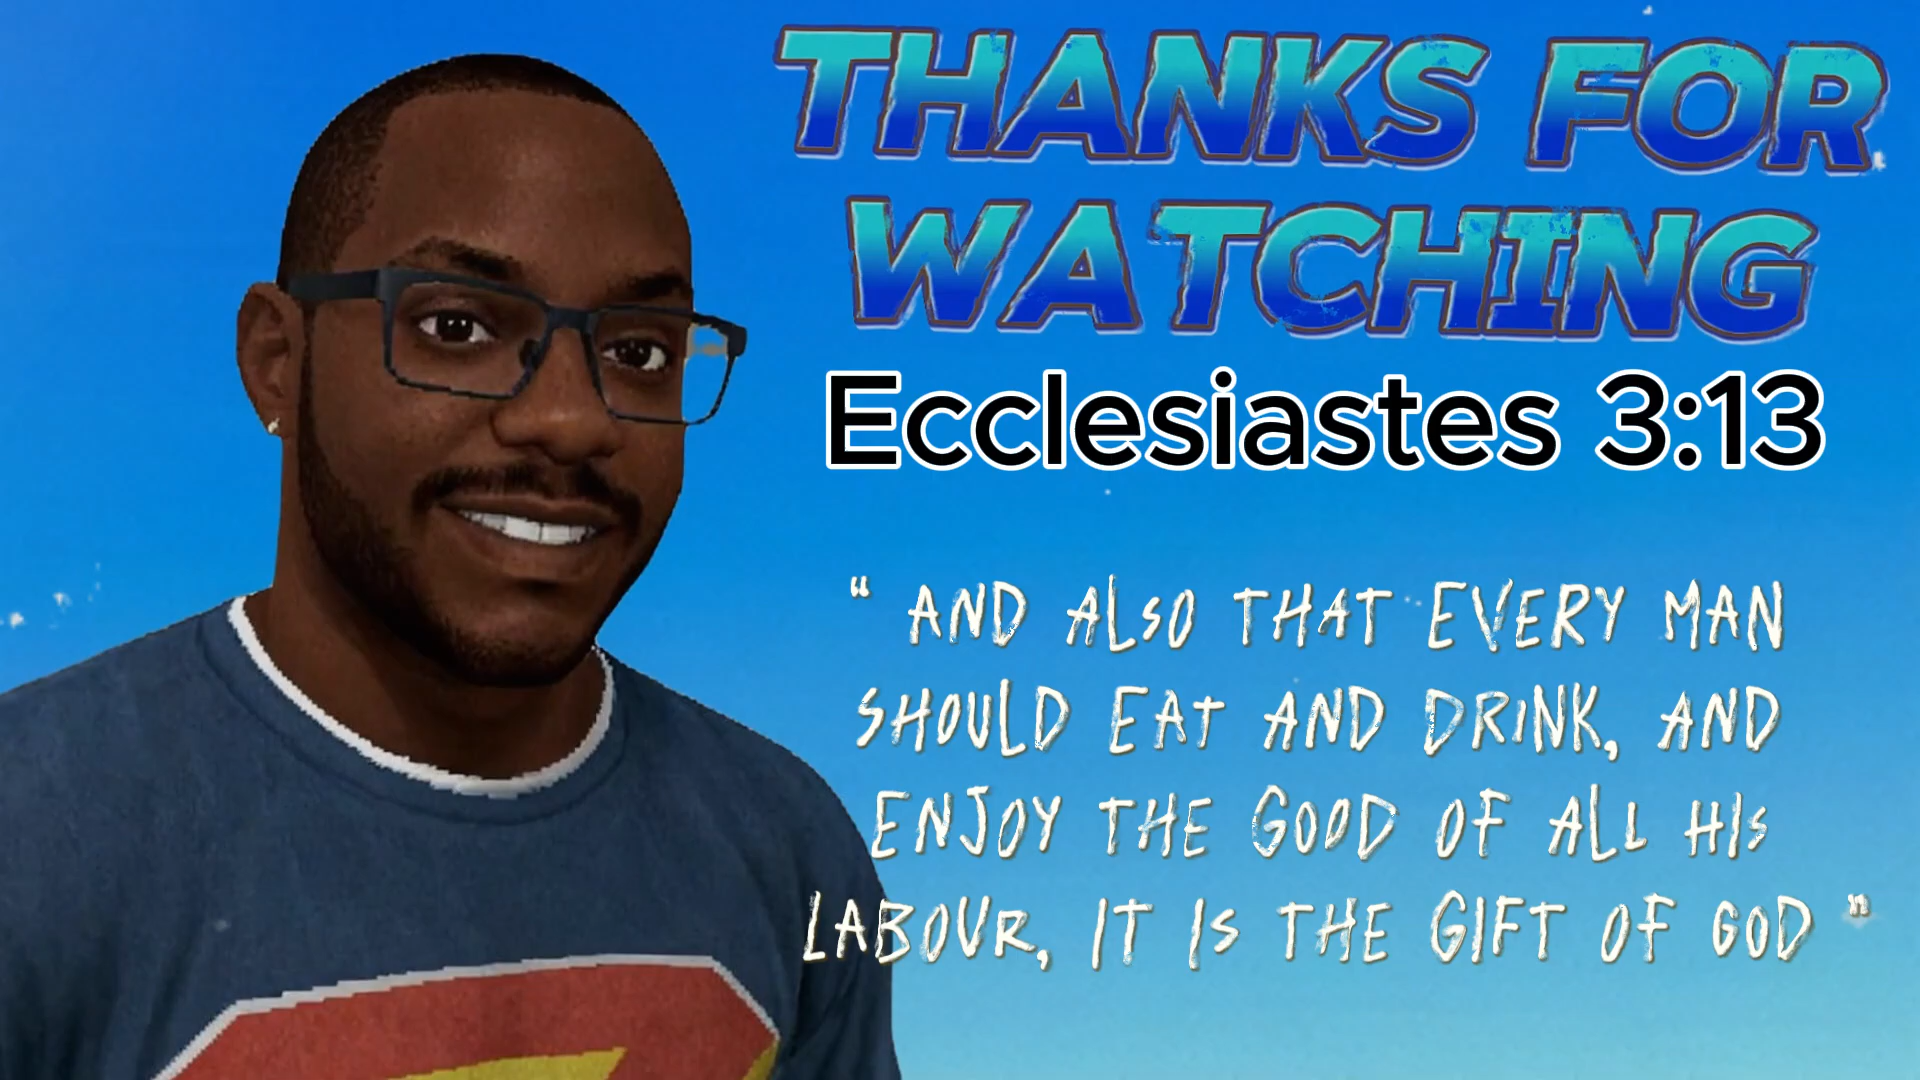 THANKS FOR
WATCHING
Ecclesiastes 3:13
“ AND ALSO THAT EVERY MAN
SHOULD EAT AND DRINK, AND
ENJOY THE GOOD OF ALL HIS
LABOUR, IT IS THE GIFT OF GOD ”